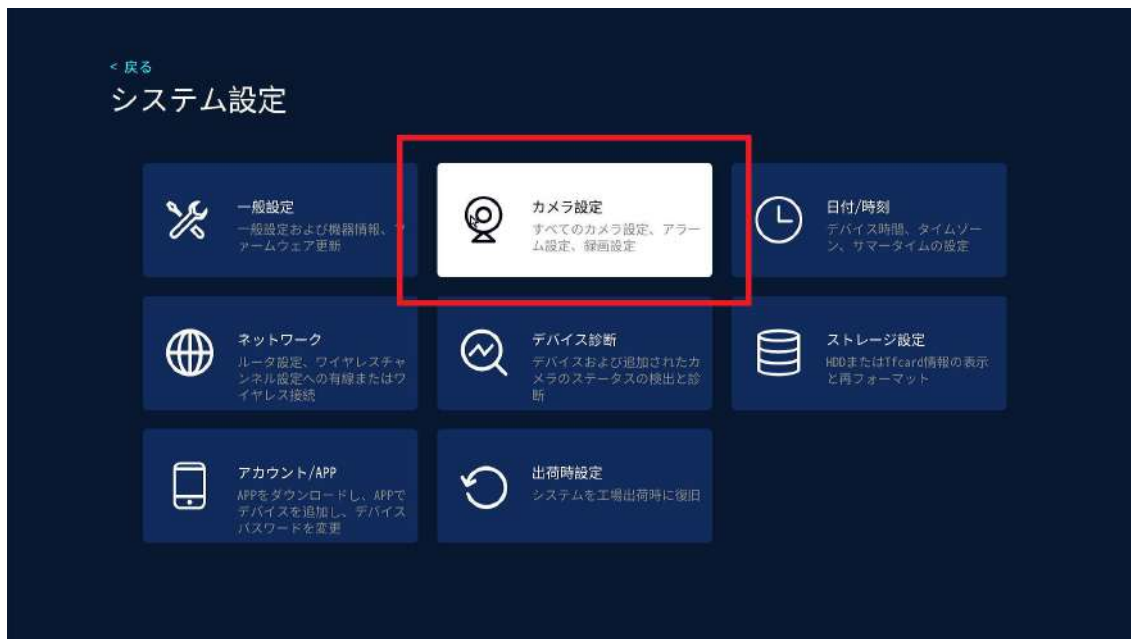 < 戻る
システム設定
一般設定
一般設定および機器情報、フ
ァームウェア更新
カメラ設定
すべてのカメラ設定、アラー
ム設定、録画設定
日付/時刻
デバイス時間、タイムゾー
ン、サマータイムの設定
ネットワーク
ルータ設定、ワイヤレスチャ
ンネル設定への有線またはワ
イヤレス接続
デバイス診断
デバイスおよび追加されたカ
メラのステータスの検出と診
断
ストレージ設定
HDDまたはTfcard情報の表示
と再フォーマット
アカウント/APP
APPをダウンロードし、APPで
デバイスを追加し、デバイス
パスワードを変更
出荷時設定
システムを工場出荷時に復旧